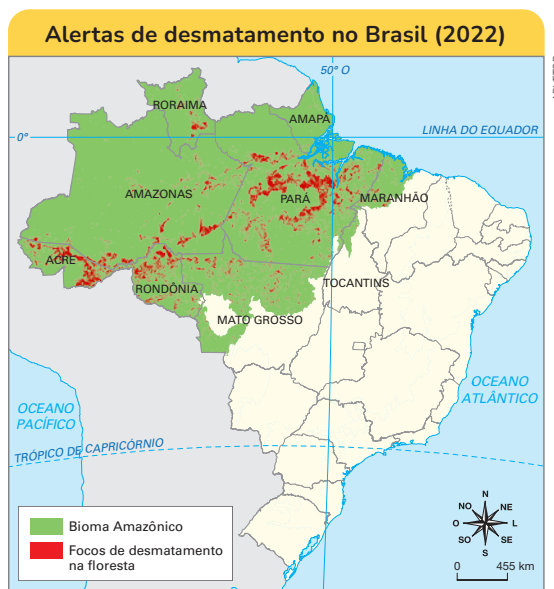 Alertas de desmatamento no Brasil (2022)
50° O
RORAIMA
AMAPÁ
0°
LINHA DO EQUADOR
AMAZONAS
PARÁ
MARANHÃO
ACRE
RONDÔNIA
TOCANTINS
MATO GROSSO
OCEANO
PACÍFICO
OCEANO
ATLÂNTICO
TRÓPICO DE CAPRICÓRNIO
Bioma Amazônico
Focos de desmatamento
na floresta
N
NO NE
O L
SO SE
S
0 455 km